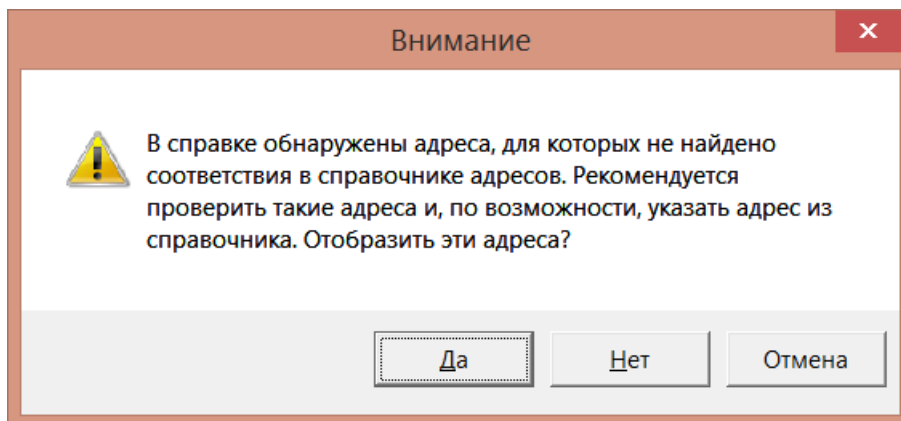 Внимание
В справке обнаружены адреса, для которых не найдено
соответствия в справочнике адресов. Рекомендуется
проверить такие адреса и, по возможности, указать адрес из
справочника. Отобразить эти адреса?
Да Нет Отмена